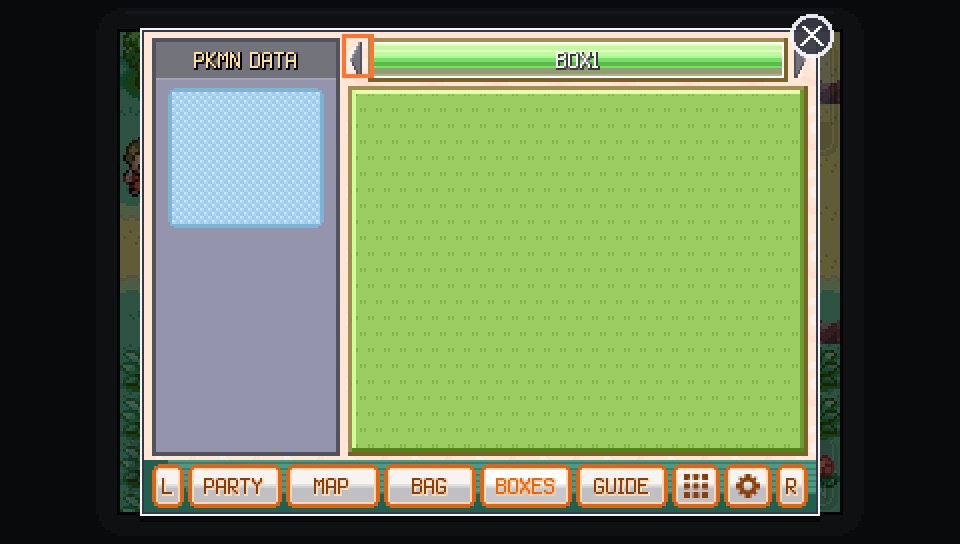 PKMN DATA
BOX1
L
PARTY
MAP
BAG
BOXES
GUIDE
R